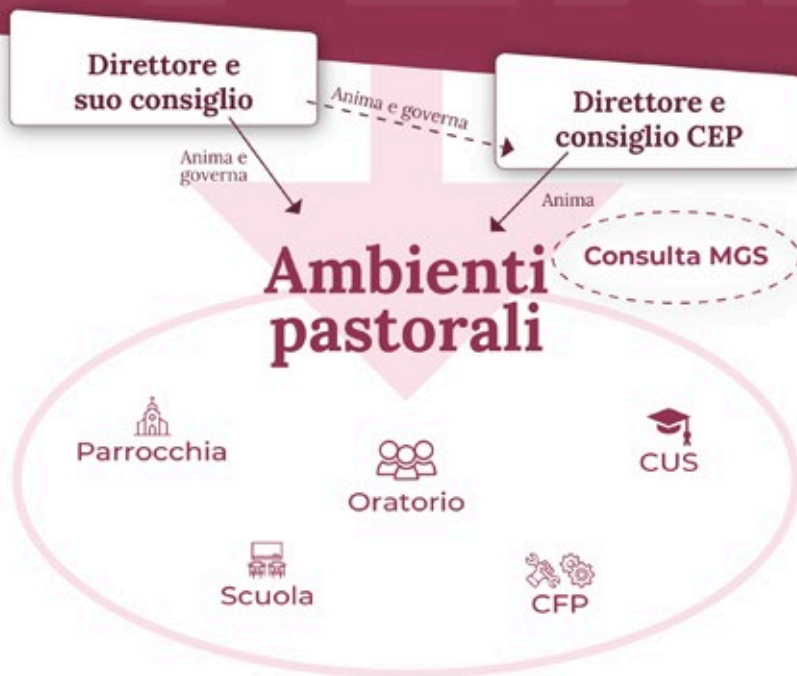 Direttore e
suo consiglio
Anima e governa
Direttore e
consiglio CEP
Anima e
governa
Anima
Ambienti
pastorali
Consulta MGS
Parrocchia
Oratorio
CUS
Scuola
CFP